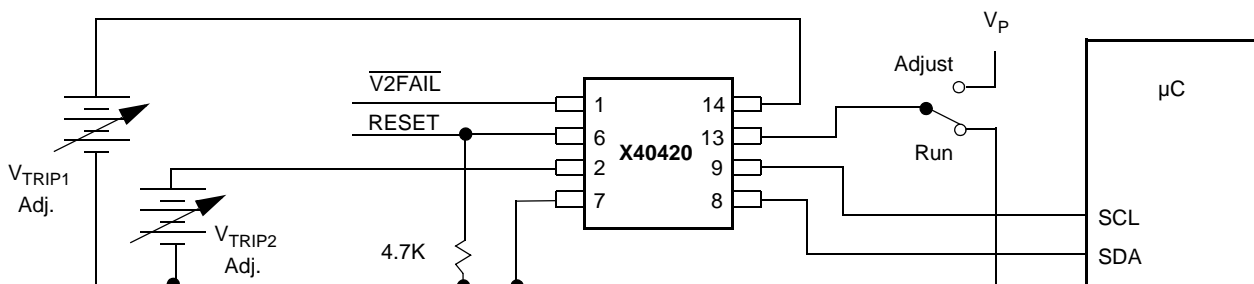 V_P
Adjust
µC
V2FAIL
1
14
RESET
6
13
X40420
Run
2
9
V_TRIP1
Adj.
7
8
SCL
V_TRIP2
Adj.
4.7K
SDA